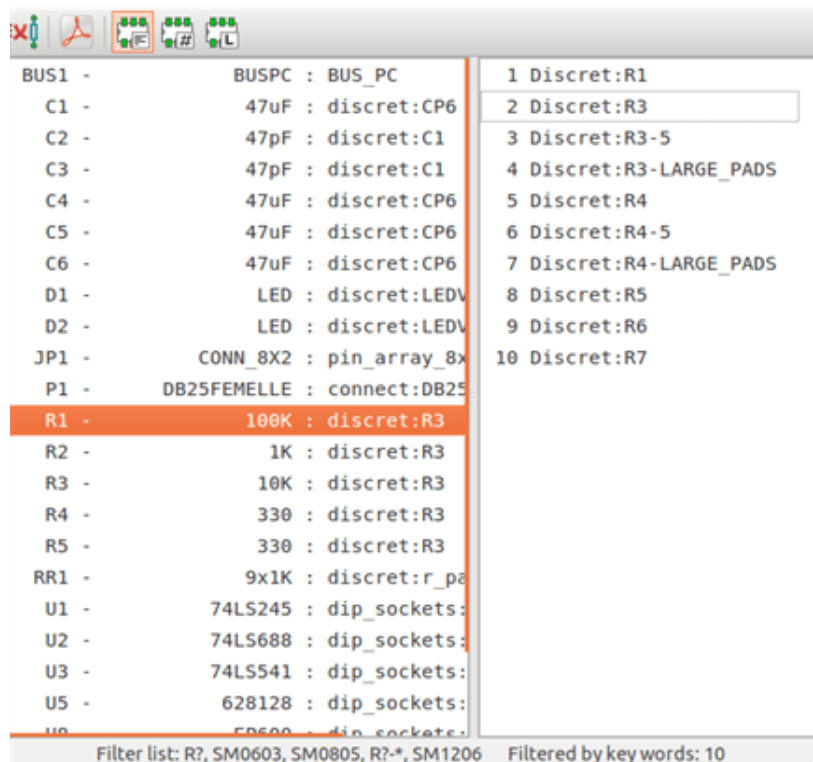 BUS1 - BUSPC : BUS_PC
C1 - 47uF : discret:CP6
C2 - 47pF : discret:C1
C3 - 47pF : discret:C1
C4 - 47uF : discret:CP6
C5 - 47uF : discret:CP6
C6 - 47uF : discret:CP6
D1 - LED : discret:LEDV
D2 - LED : discret:LEDV
JP1 - CONN_8X2 : pin_array_8x
P1 - DB25FEMELLE : connect:DB25
R1 - 100K : discret:R3
R2 - 1K : discret:R3
R3 - 10K : discret:R3
R4 - 330 : discret:R3
R5 - 330 : discret:R3
RR1 - 9x1K : discret:r_pa
U1 - 74LS245 : dip_sockets:
U2 - 74LS688 : dip_sockets:
U3 - 74LS541 : dip_sockets:
U5 - 628128 : dip_sockets:
U8 - EP600 : dip_sockets:
1 Discret:R1
2 Discret:R3
3 Discret:R3-5
4 Discret:R3-LARGE_PADS
5 Discret:R4
6 Discret:R4-5
7 Discret:R4-LARGE_PADS
8 Discret:R5
9 Discret:R6
10 Discret:R7
Filter list: R?, SM0603, SM0805, R?-*, SM1206 Filtered by key words: 10